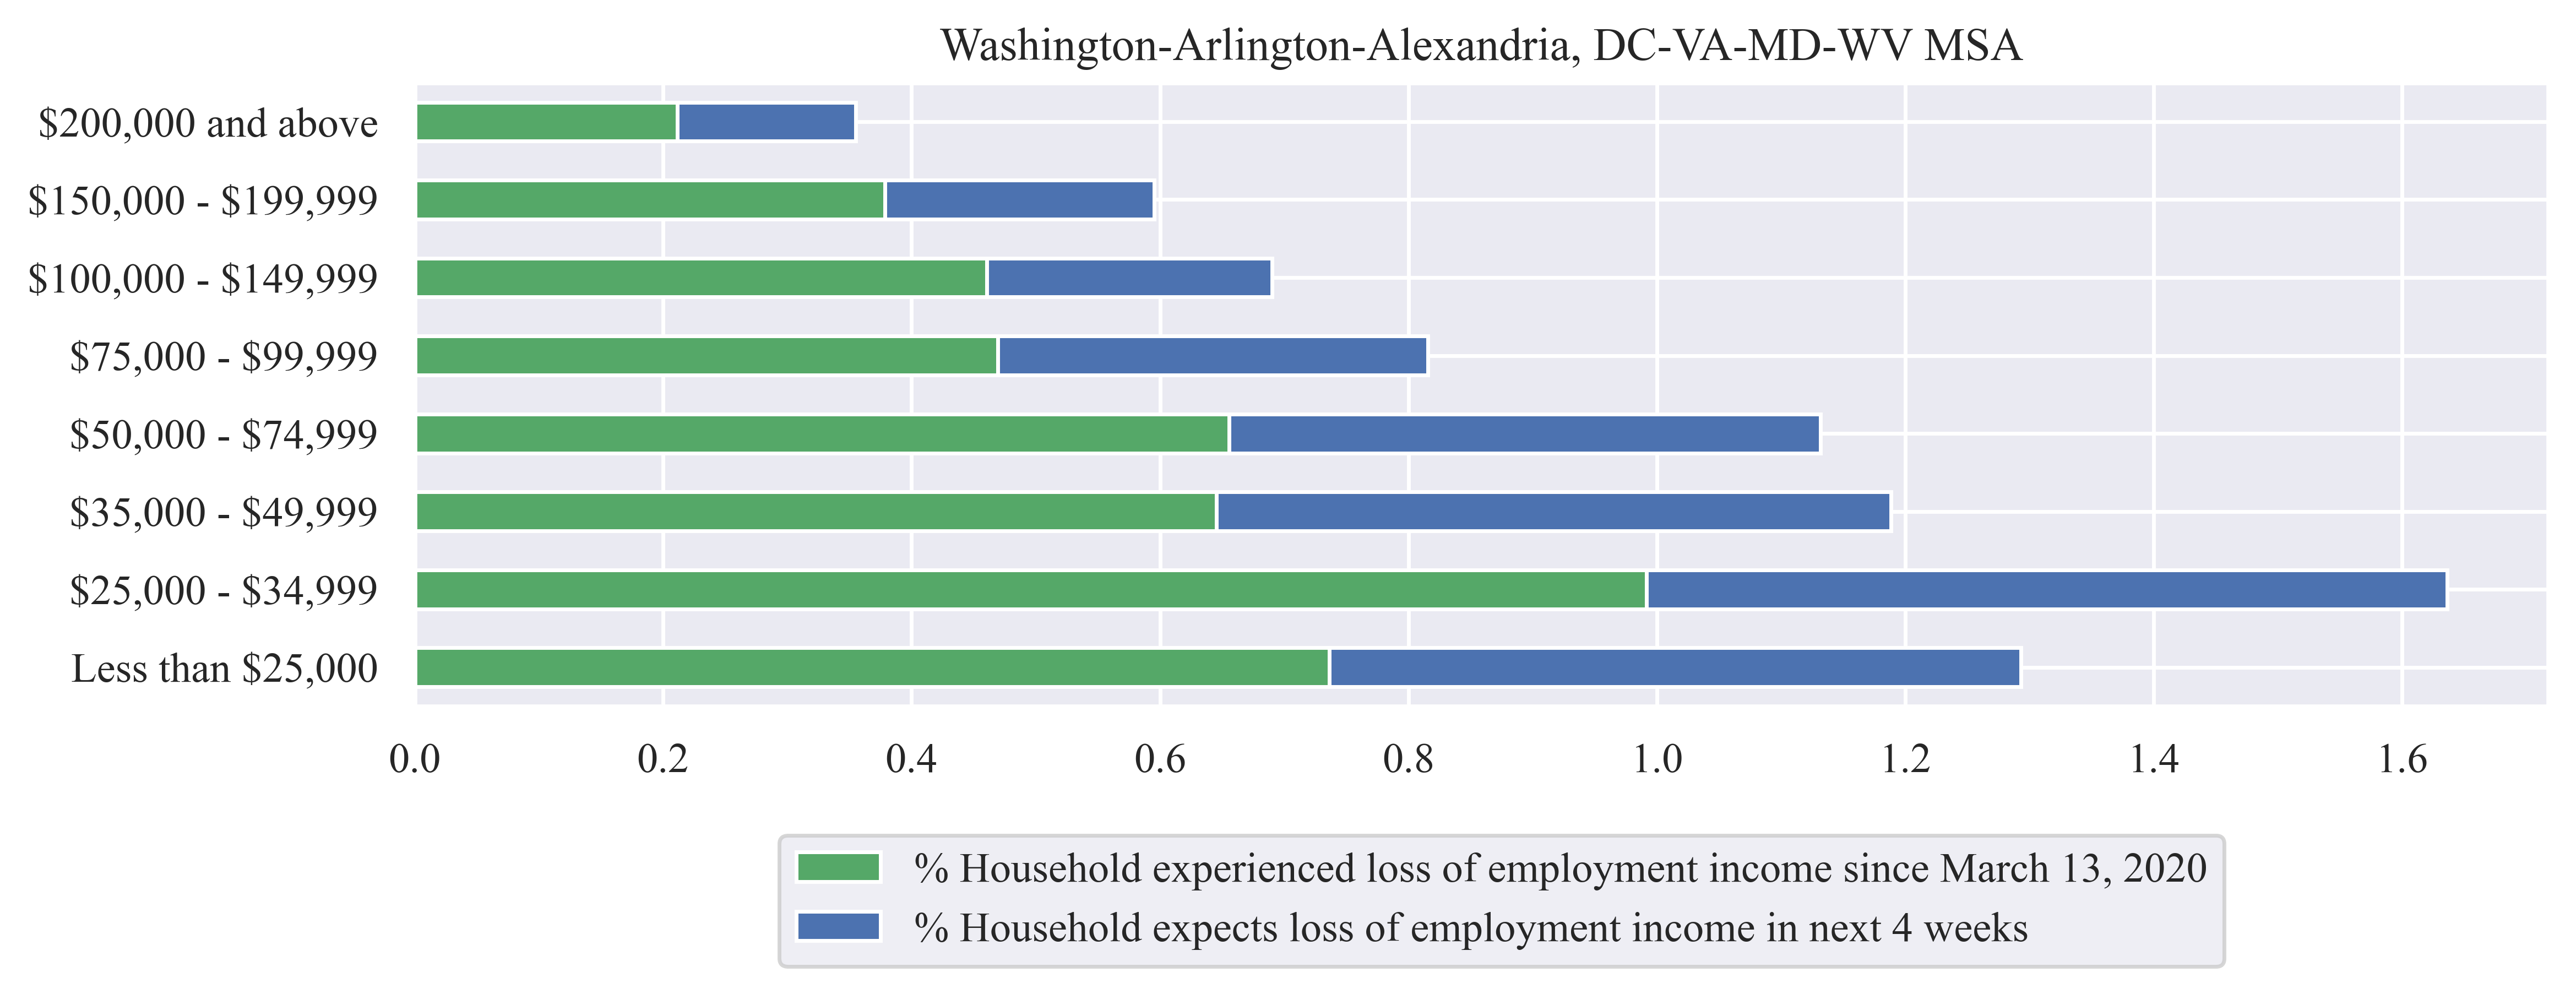 Washington-Arlington-Alexandria, DC-VA-MD-WV MSA
$200,000 and above
$150,000 - $199,999
$100,000 - $149,999
$75,000 - $99,999
$50,000 - $74,999
$35,000 - $49,999
$25,000 - $34,999
Less than $25,000
0.0 0.2 0.4 0.6 0.8 1.0 1.2 1.4 1.6
% Household experienced loss of employment income since March 13, 2020
% Household expects loss of employment income in next 4 weeks